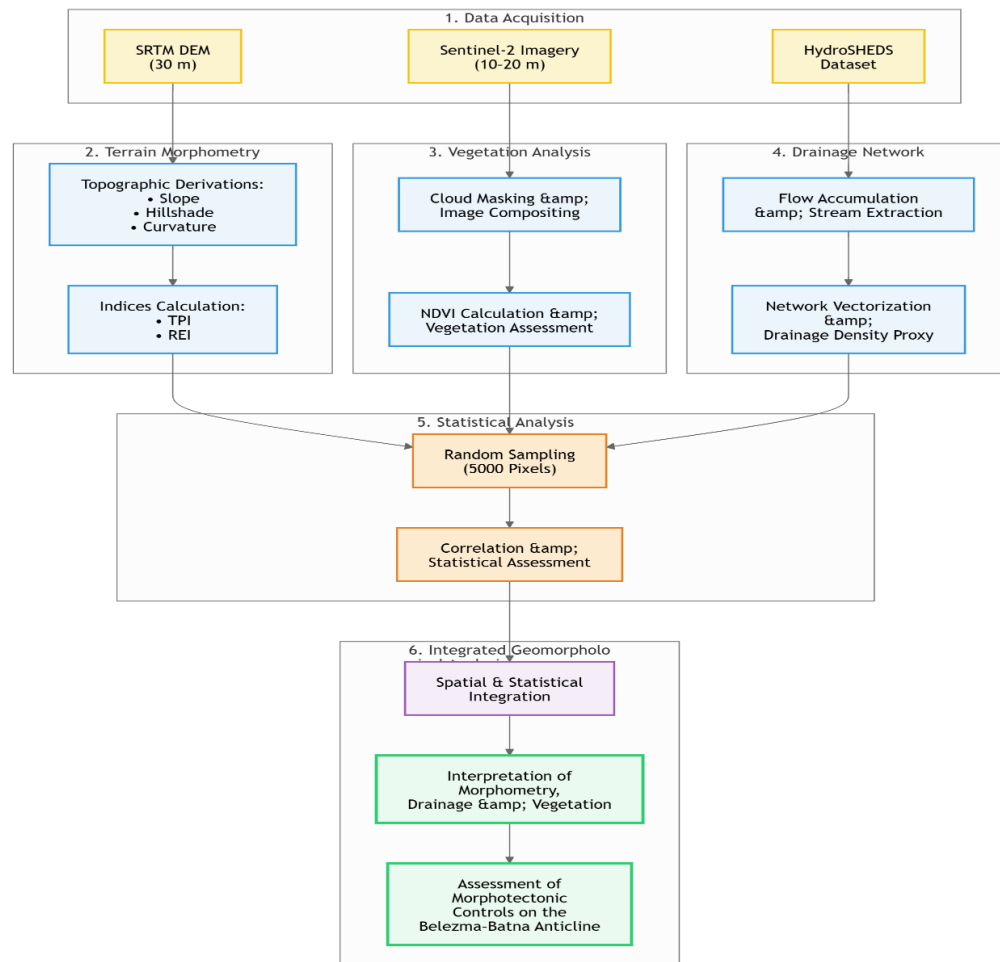 1. Data Acquisition
SRTM DEM
(30 m)
Sentinel-2 Imagery
(10-20 m)
HydroSHEDS
Dataset
2. Terrain Morphometry
Topographic Derivations:
• Slope
• Hillshade
• Curvature
Indices Calculation:
• TPI
• REI
3. Vegetation Analysis
Cloud Masking &amp;
Image Compositing
NDVI Calculation &amp;
Vegetation Assessment
4. Drainage Network
Flow Accumulation
&amp; Stream Extraction
Network Vectorization
&amp;
Drainage Density Proxy
5. Statistical Analysis
Random Sampling
(5000 Pixels)
Correlation &amp;
Statistical Assessment
6. Integrated Geomorpholo
Spatial & Statistical
Integration
Interpretation of
Morphometry,
Drainage &amp; Vegetation
Assessment of
Morphotectonic
Controls on the
Belezma-Batna Anticline